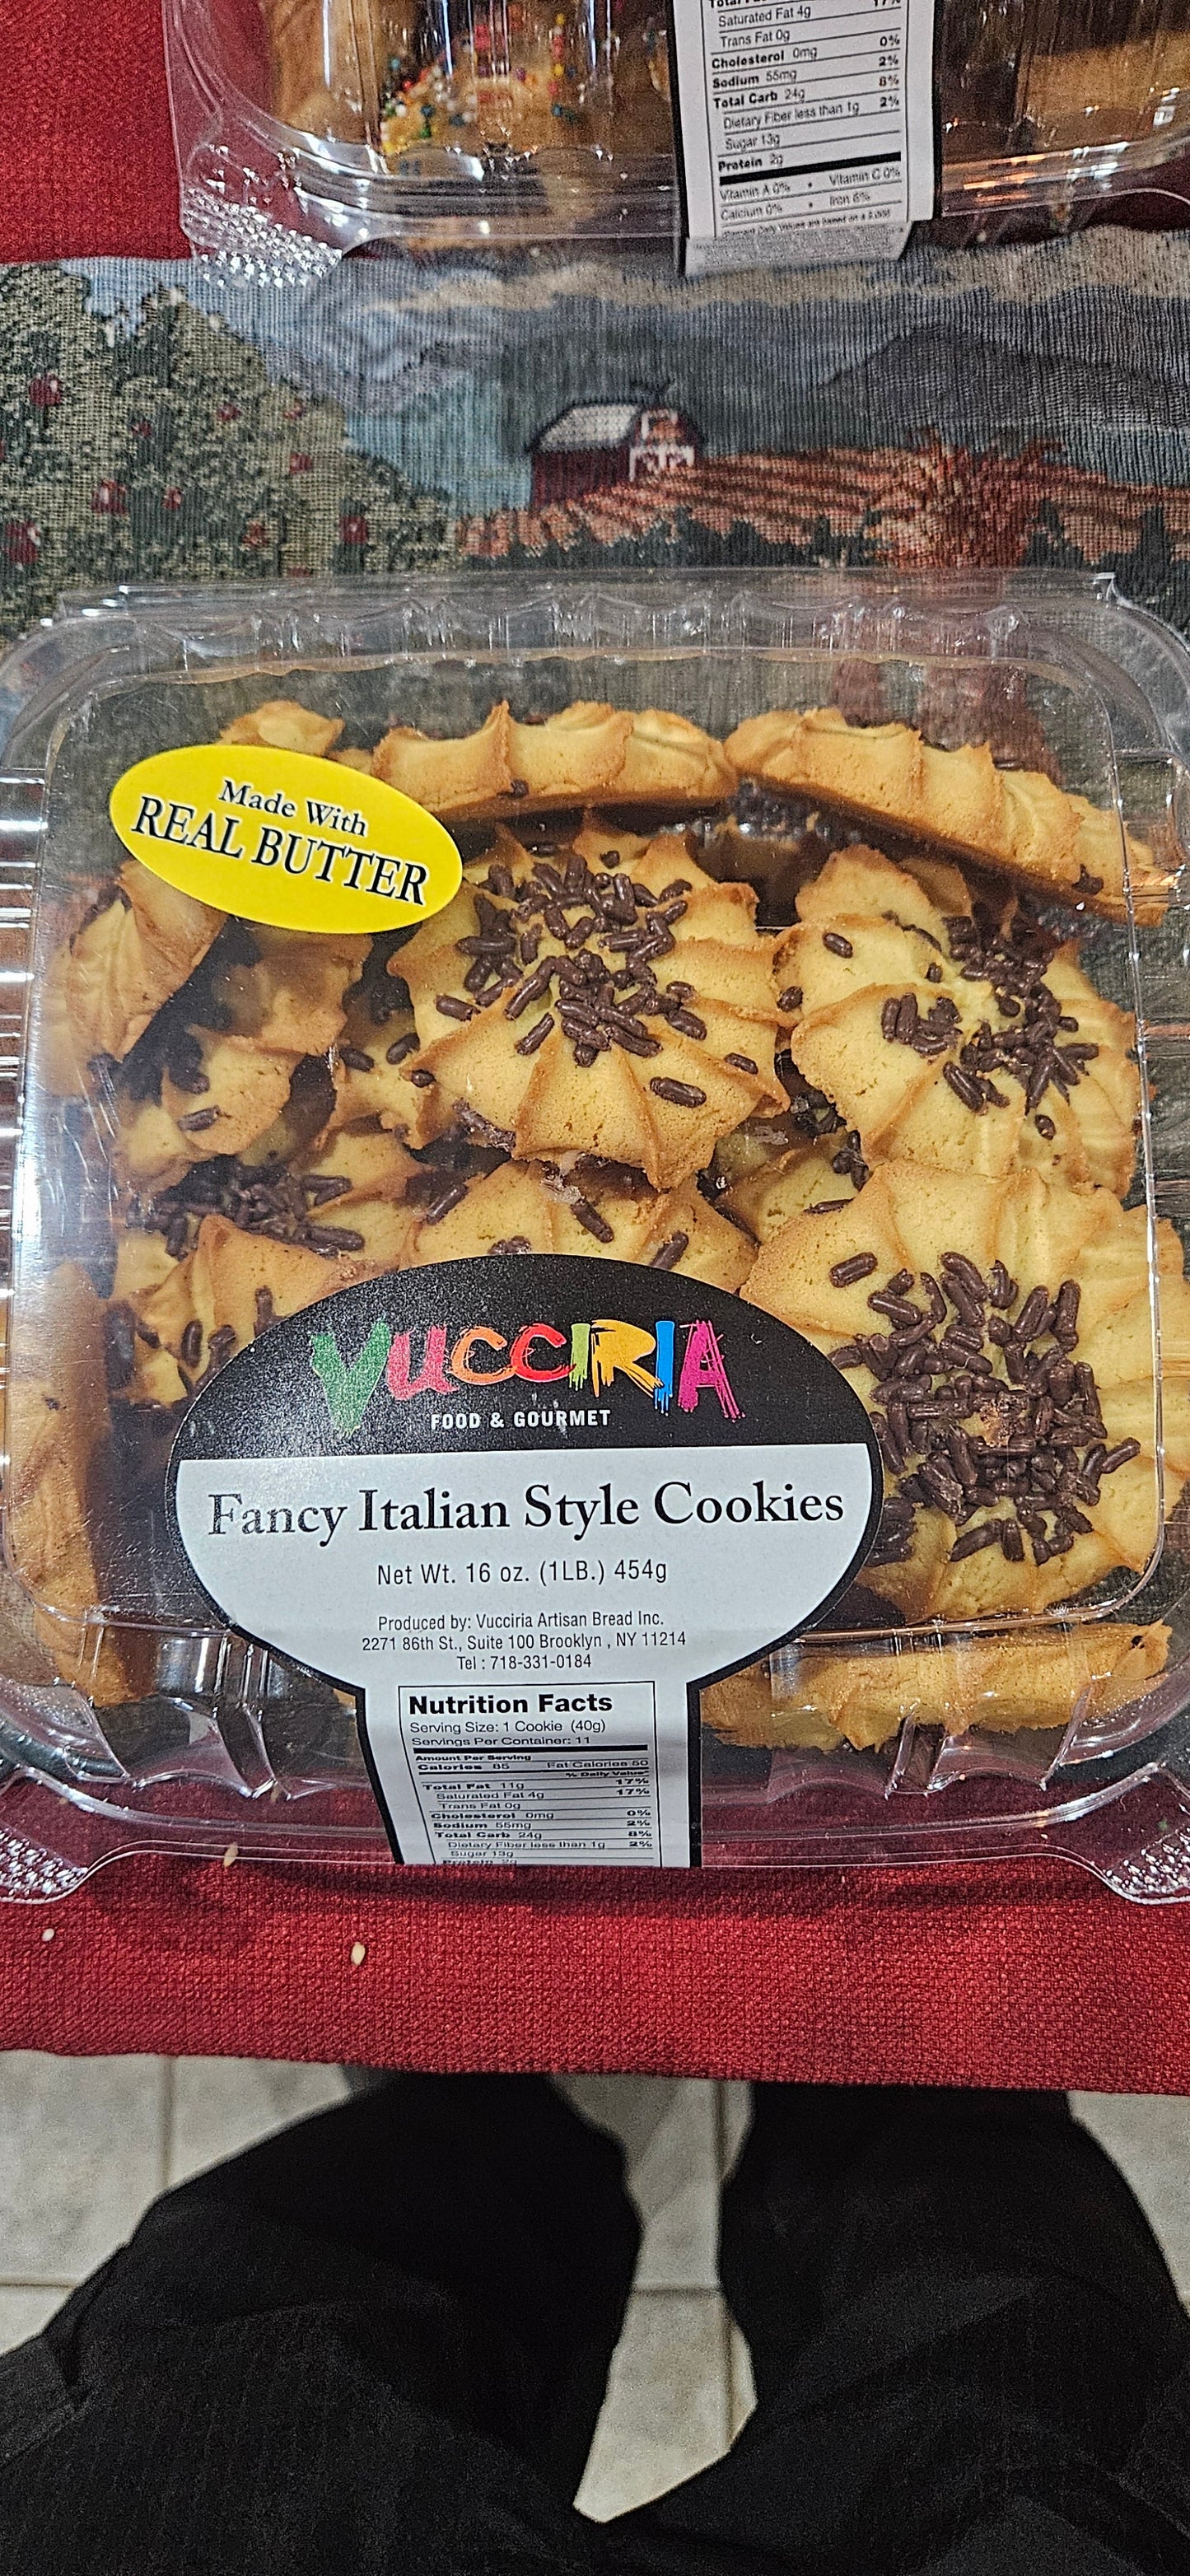 Saturated Fat 4g 17%
Trans Fat 0g
Cholesterol 0mg 0%
Sodium 55mg 2%
Total Carb 24g 8%
Dietary Fiber less than 1g 2%
Sugar 13g
Protein 2g
Vitamin A 0% • Vitamin C 0%
Calcium 0% • Iron 6%
Made With
REAL BUTTER
VUCCIRIA
FOOD & GOURMET
Fancy Italian Style Cookies
Net Wt. 16 oz. (1LB.) 454g
Produced by: Vucciria Artisan Bread Inc.
2271 86th St., Suite 100 Brooklyn , NY 11214
Tel : 718-331-0184
Nutrition Facts
Serving Size: 1 Cookie (40g)
Servings Per Container: 11
Amount Per Serving
Calories 85 Fat Calories 50
% Daily Value*
Total Fat 11g 17%
Saturated Fat 4g 17%
Trans Fat 0g
Cholesterol 0mg 0%
Sodium 55mg 2%
Total Carb 24g 8%
Dietary Fiber less than 1g 2%
Sugar 13g
Protein 2g